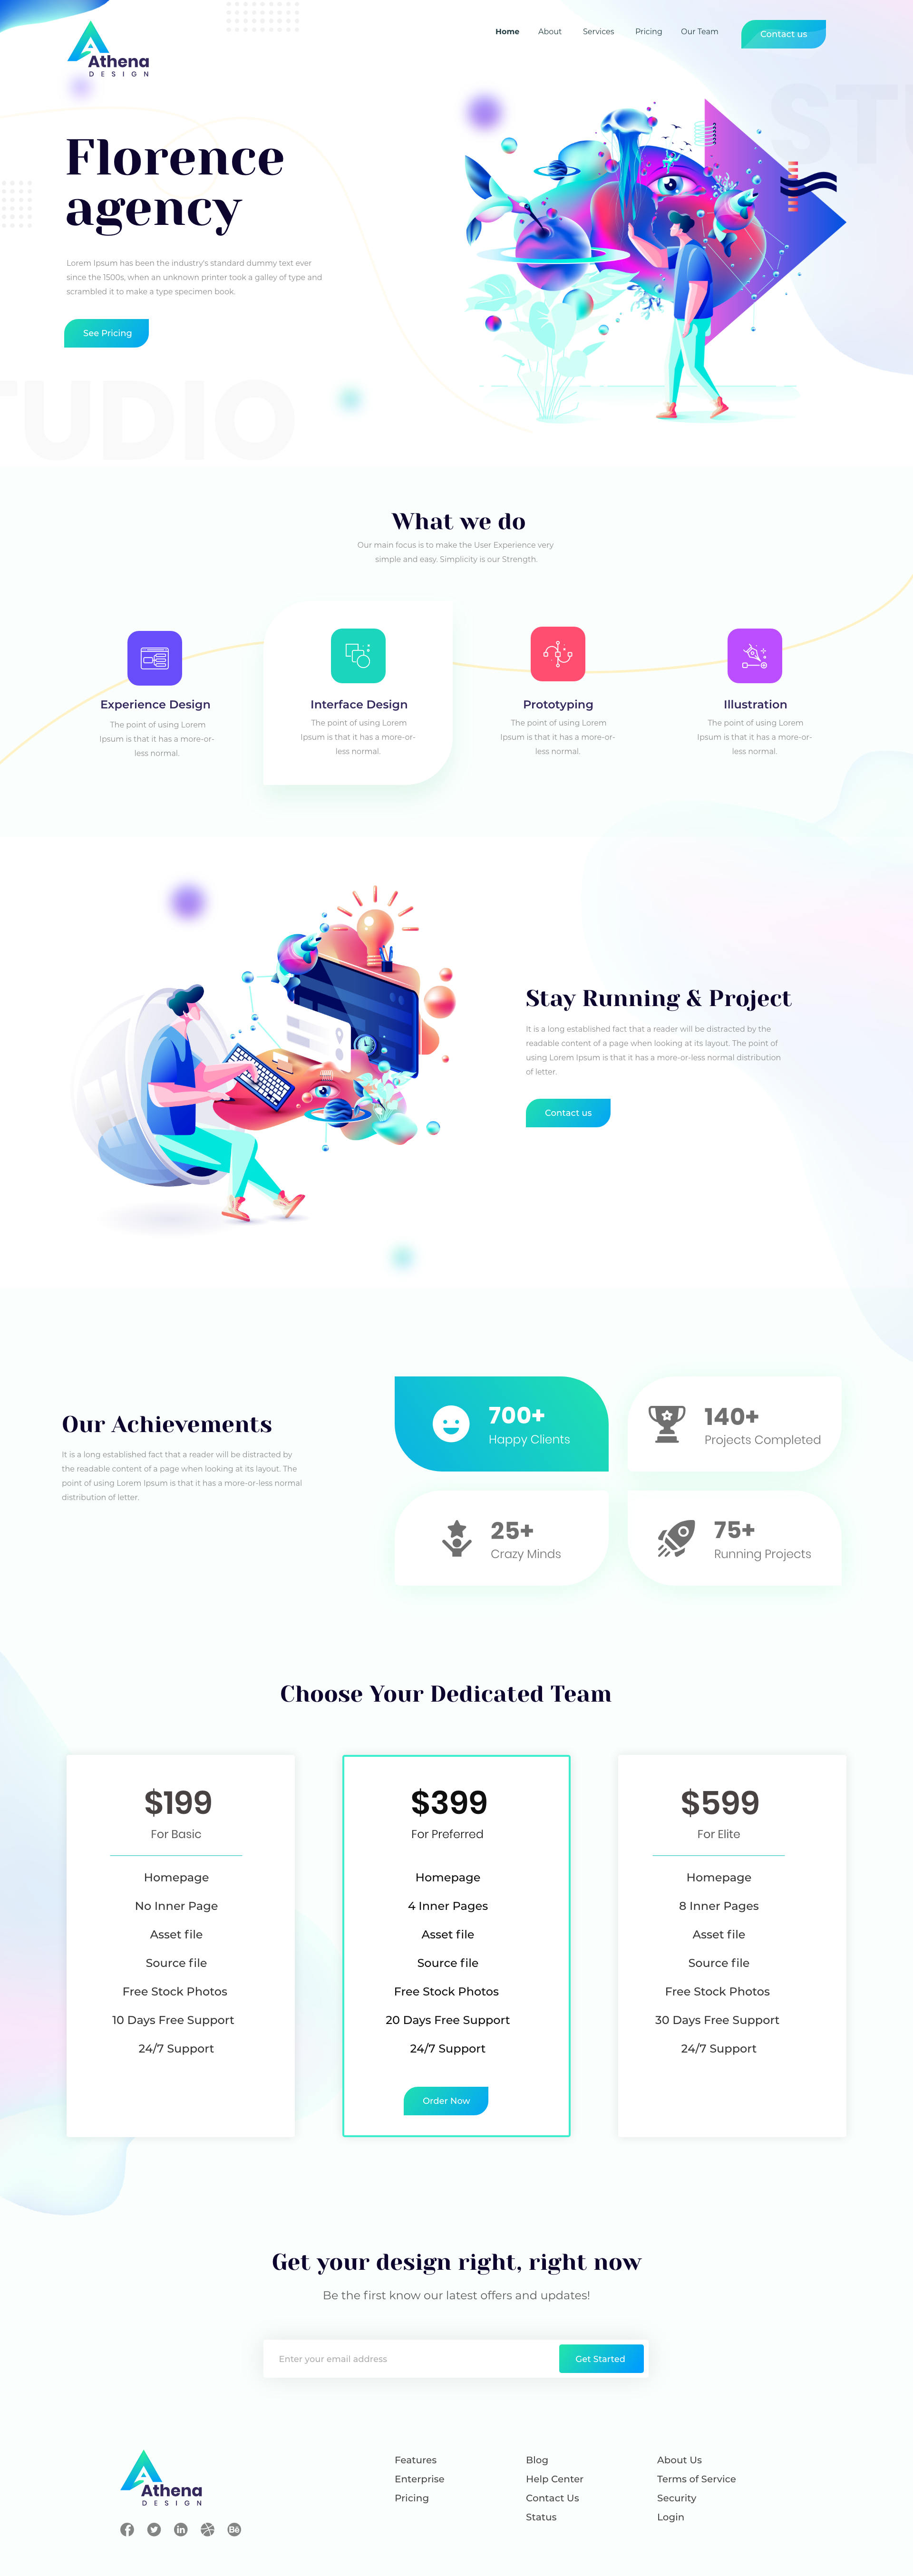 Athena
DESIGN
Home
About
Services
Pricing
Our Team
Contact us
STU
Florence
agency
Lorem Ipsum has been the industry's standard dummy text ever
since the 1500s, when an unknown printer took a galley of type and
scrambled it to make a type specimen book.
See Pricing
TUDIO
What we do
Our main focus is to make the User Experience very
simple and easy. Simplicity is our Strength.
Experience Design
The point of using Lorem
Ipsum is that it has a more-or-
less normal.
Interface Design
The point of using Lorem
Ipsum is that it has a more-or-
less normal.
Prototyping
The point of using Lorem
Ipsum is that it has a more-or-
less normal.
Illustration
The point of using Lorem
Ipsum is that it has a more-or-
less normal.
Stay Running & Project
It is a long established fact that a reader will be distracted by the
readable content of a page when looking at its layout. The point of
using Lorem Ipsum is that it has a more-or-less normal distribution
of letter.
Contact us
Our Achievements
It is a long established fact that a reader will be distracted by
the readable content of a page when looking at its layout. The
point of using Lorem Ipsum is that it has a more-or-less normal
distribution of letter.
700+
Happy Clients
140+
Projects Completed
25+
Crazy Minds
75+
Running Projects
Choose Your Dedicated Team
$199
For Basic
Homepage
No Inner Page
Asset file
Source file
Free Stock Photos
10 Days Free Support
24/7 Support
$399
For Preferred
Homepage
4 Inner Pages
Asset file
Source file
Free Stock Photos
20 Days Free Support
24/7 Support
Order Now
$599
For Elite
Homepage
8 Inner Pages
Asset file
Source file
Free Stock Photos
30 Days Free Support
24/7 Support
Get your design right, right now
Be the first know our latest offers and updates!
Enter your email address
Get Started
Athena
DESIGN
Features
Enterprise
Pricing
Blog
Help Center
Contact Us
Status
About Us
Terms of Service
Security
Login